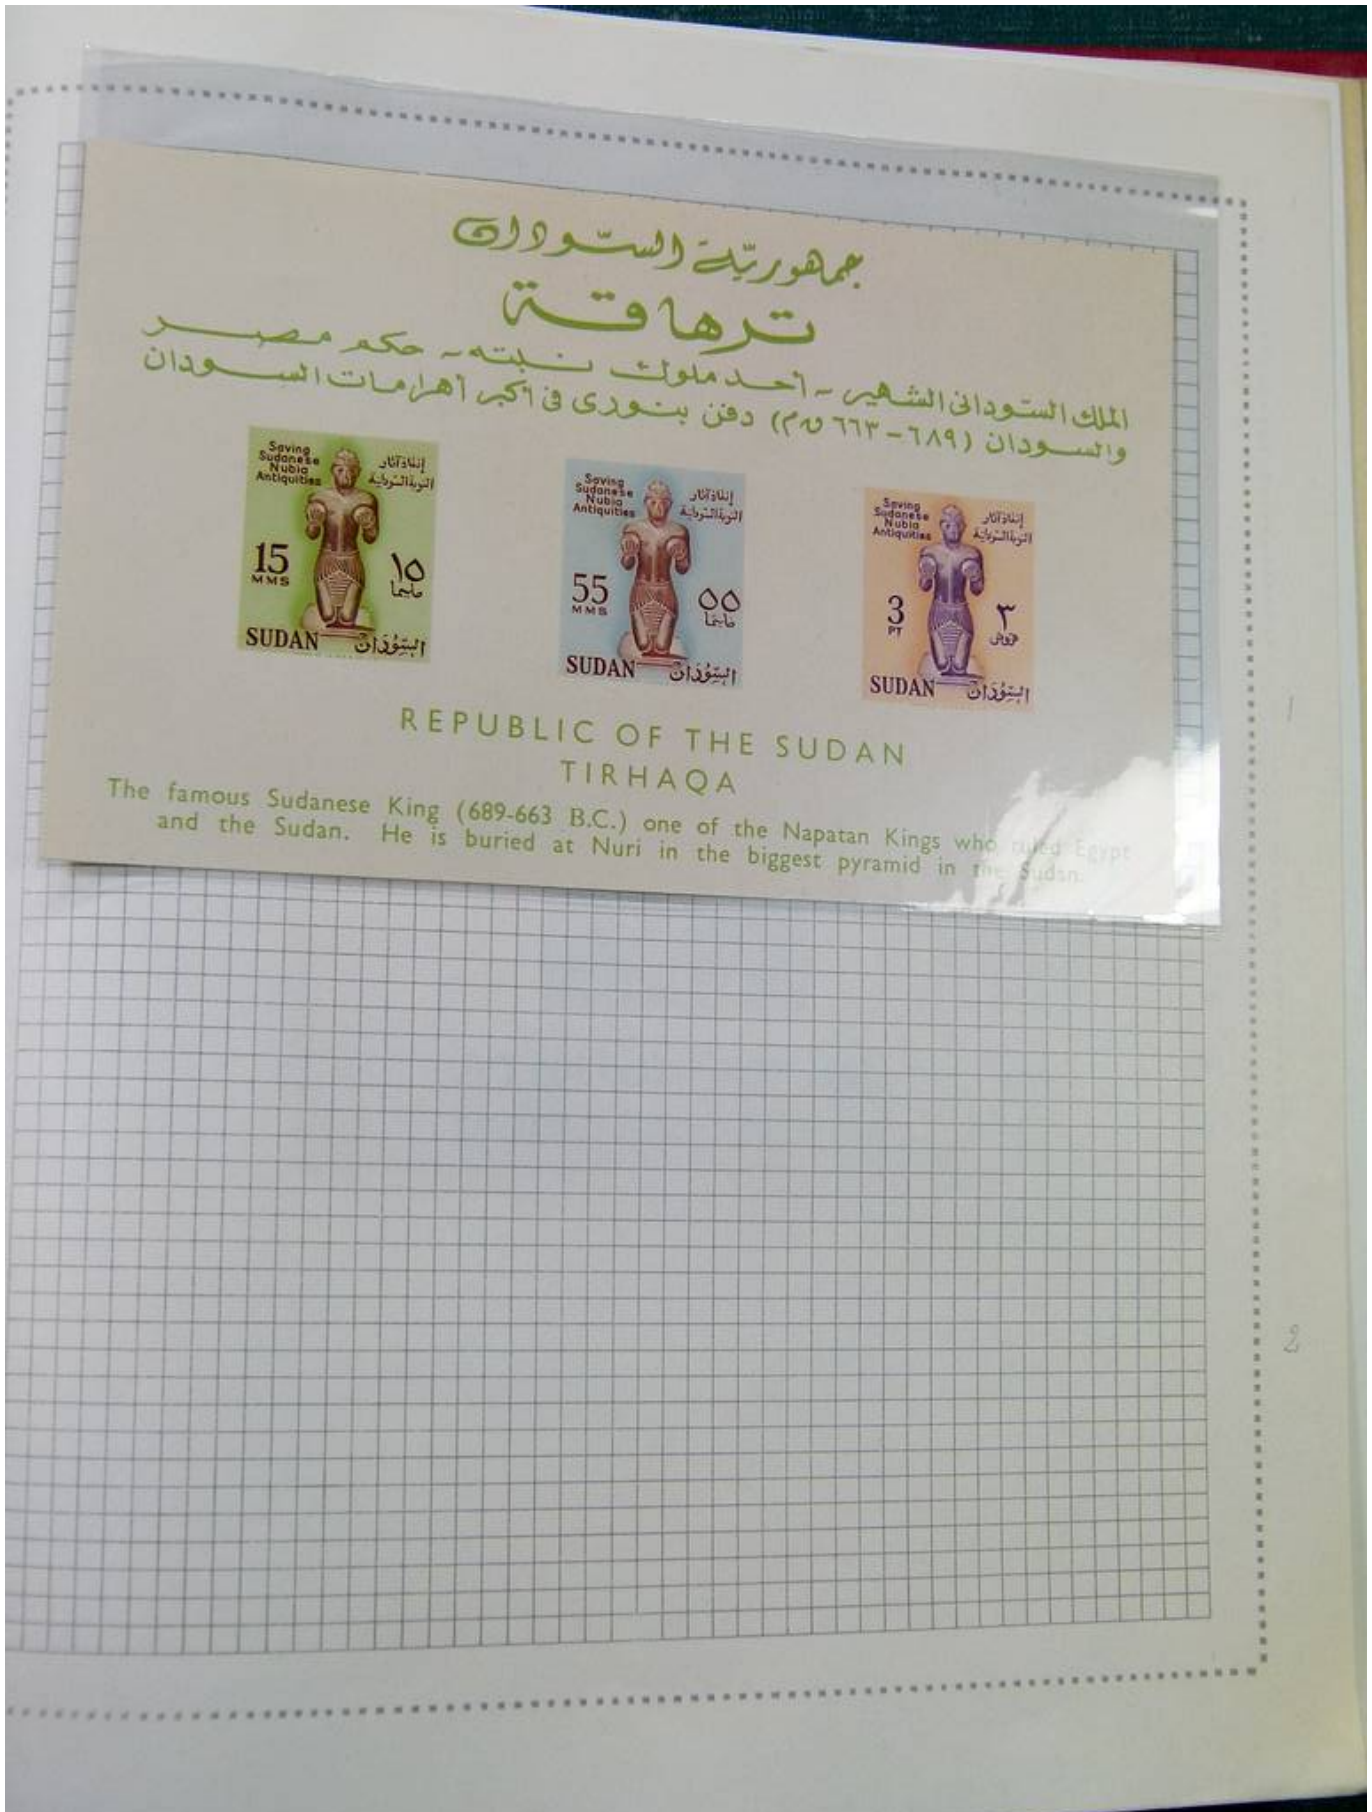 جمهورية السودان
ترهاقة
الملك السودانى الشهير - أحد ملوك نبته - حكم مصر
والسودان (٦٨٩ - ٦٦٣ ق م) دفن بنورى فى أكبر أهرامات السودان
Saving
Sudanese
Nubia
Antiquities
إنقاذ آثار
النوبة السودانية
15
MMS
١٥
مليما
SUDAN
السودان
Saving
Sudanese
Nubia
Antiquities
إنقاذ آثار
النوبة السودانية
55
MMS
٥٥
مليما
SUDAN
السودان
Saving
Sudanese
Nubia
Antiquities
إنقاذ آثار
النوبة السودانية
3
PT
٣
قروش
SUDAN
السودان
REPUBLIC OF THE SUDAN
TIRHAQA
The famous Sudanese King (689-663 B.C.) one of the Napatan Kings who ruled Egypt
and the Sudan. He is buried at Nuri in the biggest pyramid in the Sudan.
1
2